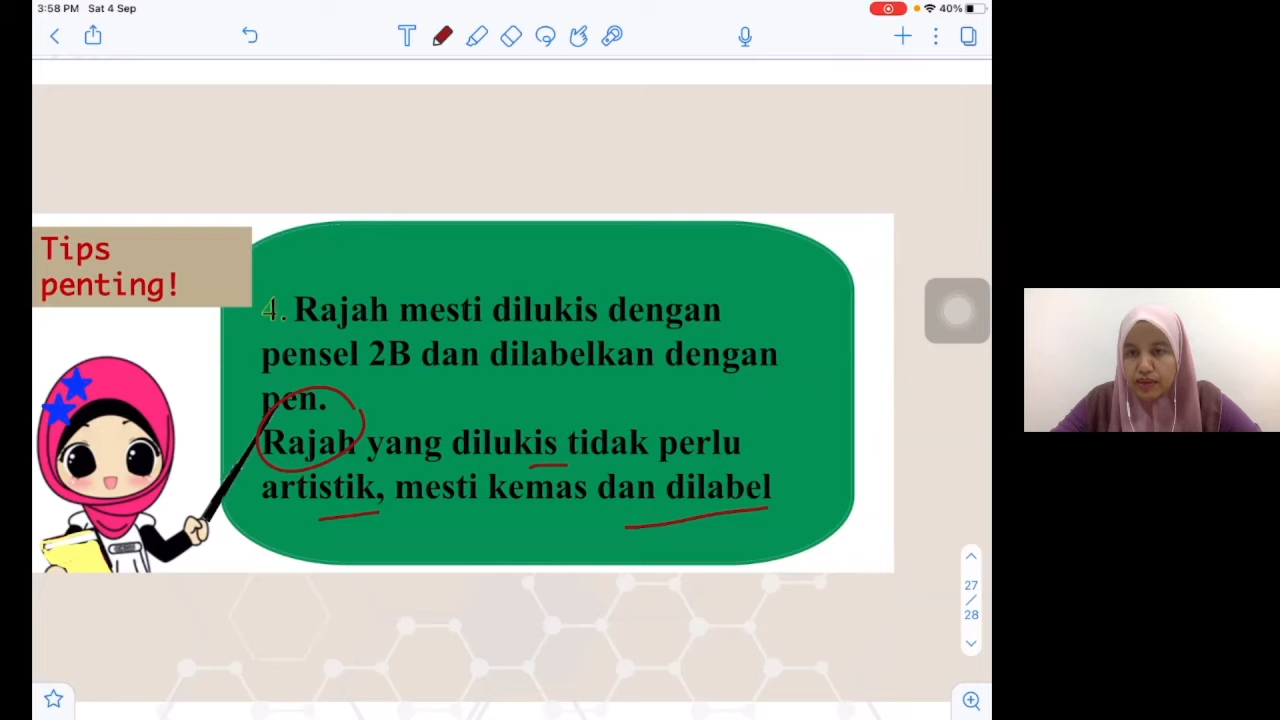 3:58 PM Sat 4 Sep
40%
Tips
penting!
4. Rajah mesti dilukis dengan
pensel 2B dan dilabelkan dengan
pen.
Rajah yang dilukis tidak perlu
artistik, mesti kemas dan dilabel
27
/
28